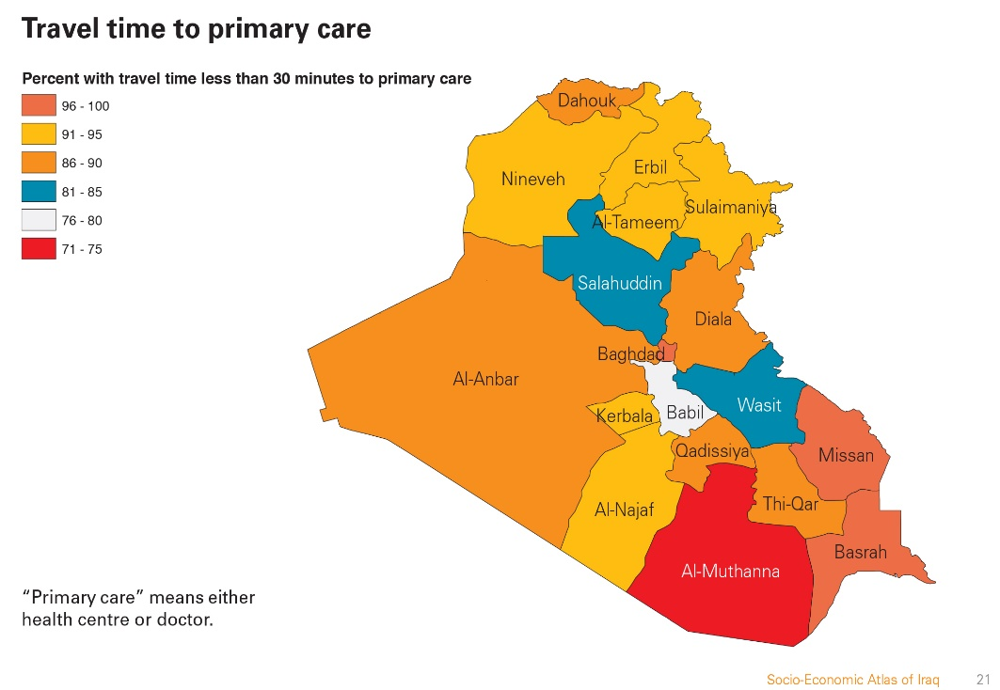 Travel time to primary care
Percent with travel time less than 30 minutes to primary care
96 - 100
91 - 95
86 - 90
81 - 85
76 - 80
71 - 75
Dahouk
Nineveh
Erbil
Sulaimaniya
Al-Tameem
Salahuddin
Diala
Baghdad
Al-Anbar
Kerbala
Babil
Wasit
Qadissiya
Missan
Al-Najaf
Thi-Qar
Basrah
Al-Muthanna
“Primary care” means either
health centre or doctor.
Socio-Economic Atlas of Iraq 21